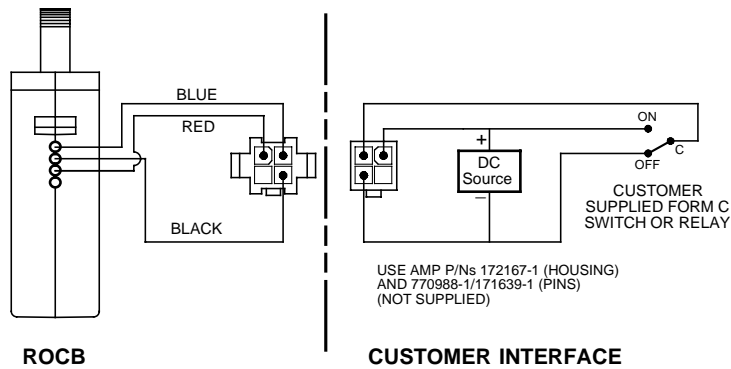 BLUE
RED
BLACK
ROCB
+
DC
Source
–
ON
OFF
C
CUSTOMER
SUPPLIED FORM C
SWITCH OR RELAY
USE AMP P/Ns 172167-1 (HOUSING)
AND 770988-1/171639-1 (PINS)
(NOT SUPPLIED)
CUSTOMER INTERFACE